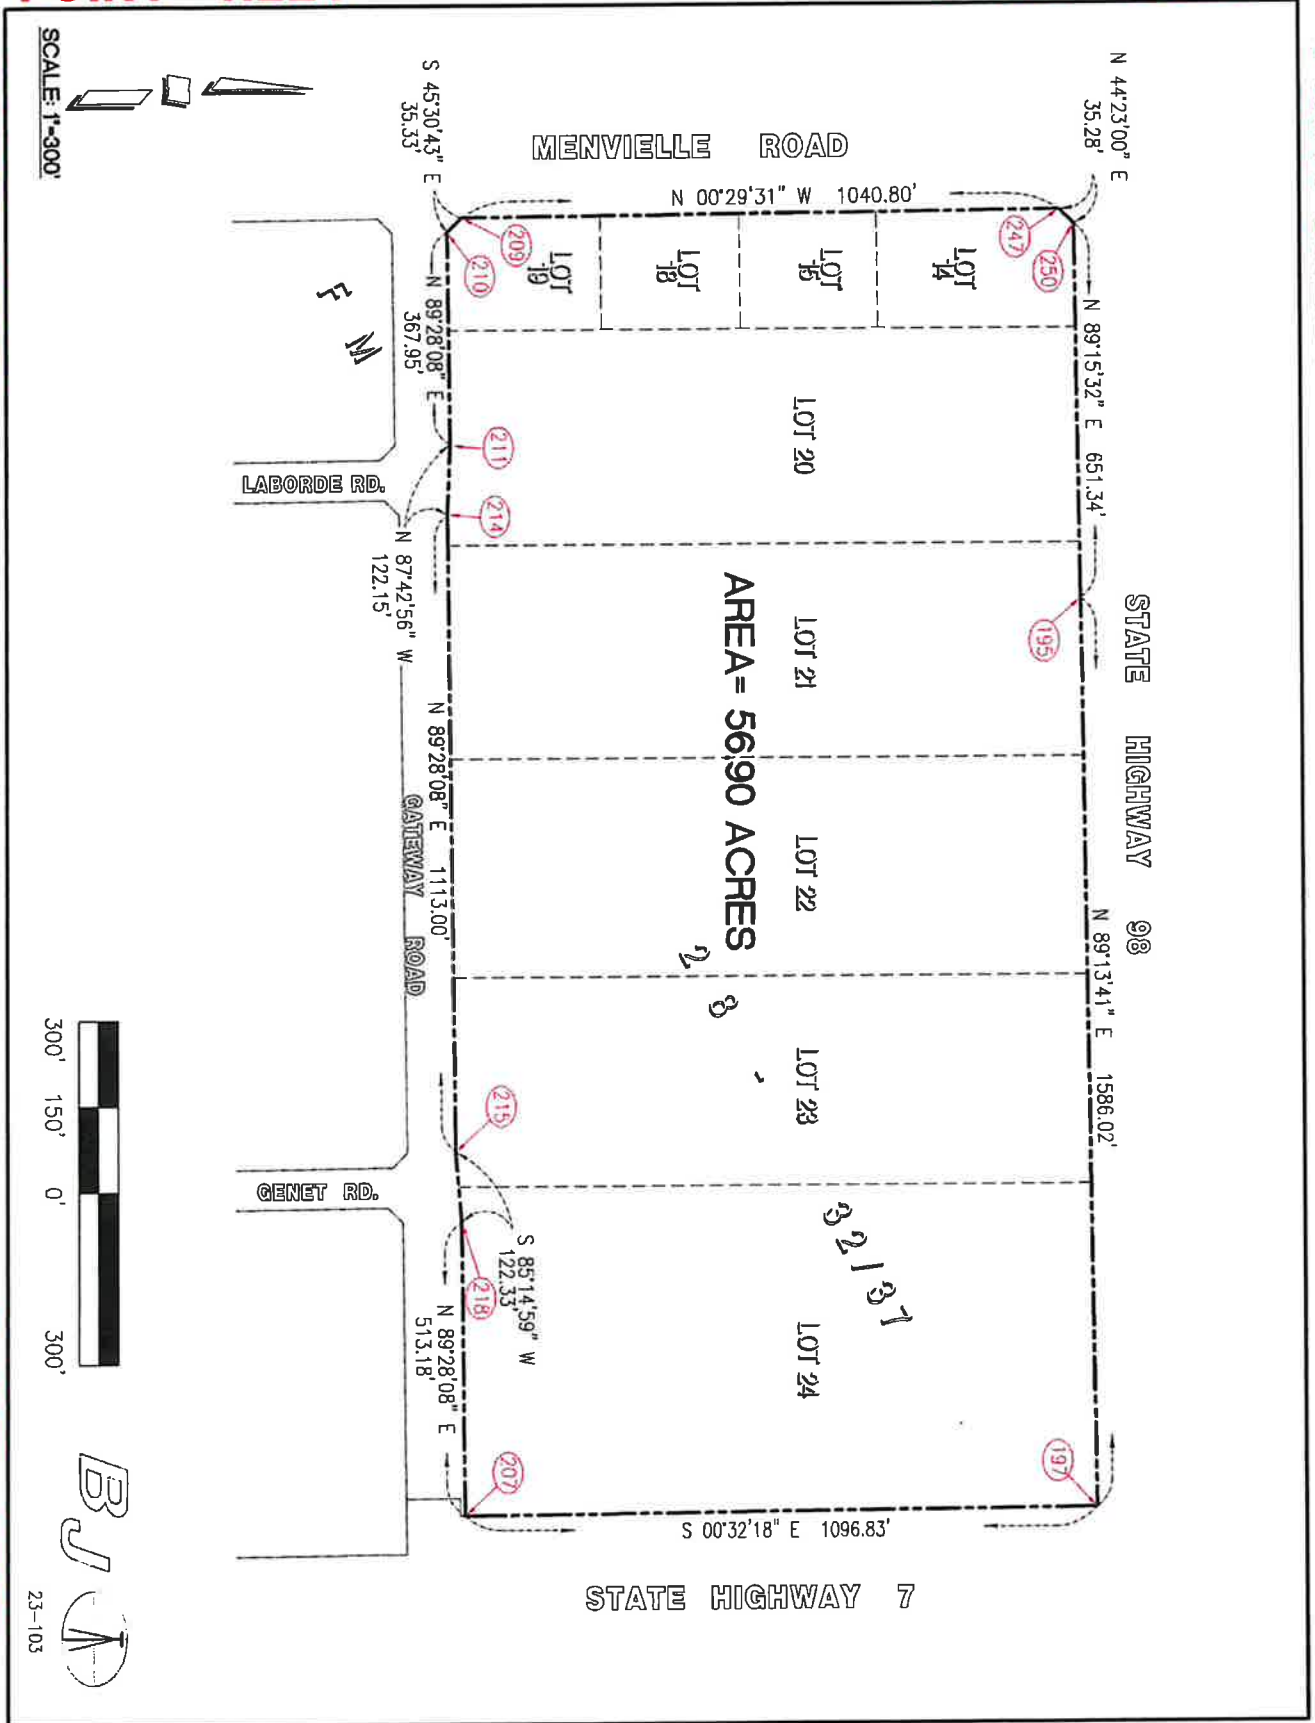 N 44°23'00" E
35.28'
MENVIELLE ROAD
N 00°29'31" W 1040.80'
S 45°30'43" E
35.33'
SCALE: 1"=300'
247
250
209
210
LOT
14
LOT
15
LOT
18
LOT
19
F M
N 89°15'32" E 651.34'
N 89°28'08" E
367.95'
211
LABORDE RD.
214
N 87°42'56" W
122.15'
LOT 20
195
STATE HIGHWAY 98
LOT 21
AREA= 56.90 ACRES
LOT 22
N 89°28'08" E 1113.00'
GATEWAY ROAD
N 89°13'41" E 1586.02'
2 8
LOT 23
215
GENET RD.
S 85°14'59" W
122.33'
218
32/37
LOT 24
N 89°28'08" E
513.18'
207
197
S 00°32'18" E 1096.83'
STATE HIGHWAY 7
300' 150' 0' 300'
BJ
23-103